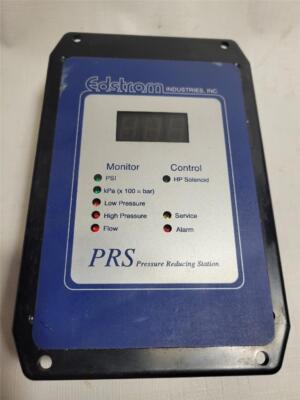 Edstrom
INDUSTRIES, INC.
Monitor
Control
PSI
HP Solenoid
kPa (x 100 = bar)
Low Pressure
High Pressure
Service
Flow
Alarm
PRS Pressure Reducing Station